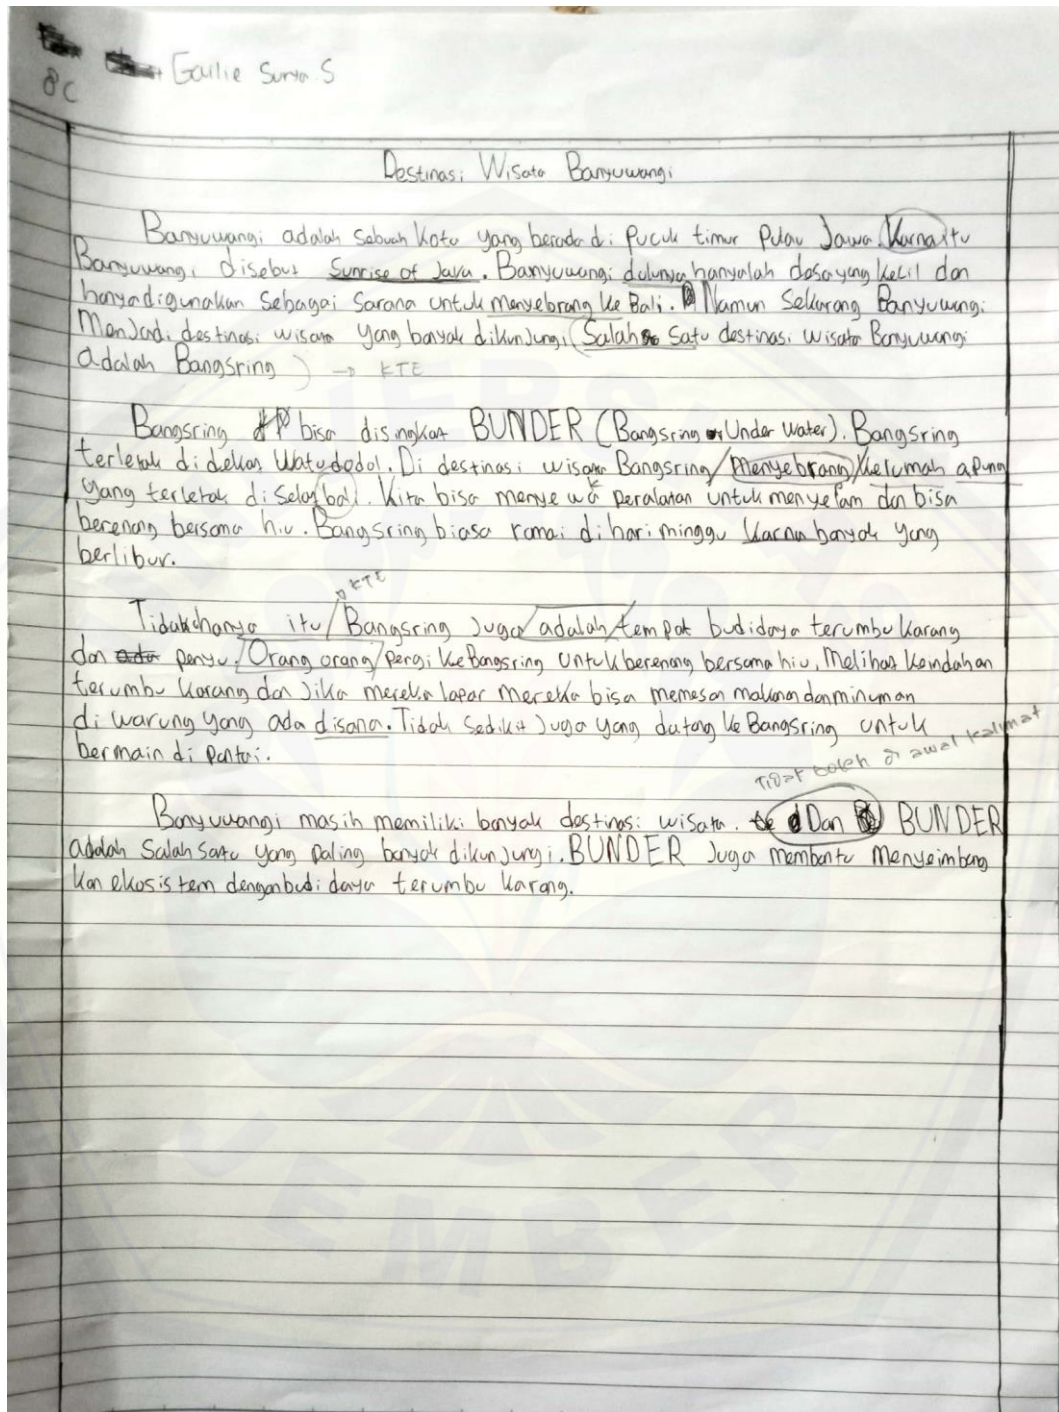 Gailie Surya.S
8C
Destinasi Wisata Banyuwangi
Banyuwangi adalah sebuah kota yang berada di pucuk timur Pulau Jawa. Karna itu
Banyuwangi disebut Sunrise of Java. Banyuwangi dulunya hanyalah desa yang kecil dan
hanya digunakan sebagai sarana untuk menyebrang ke Bali. Namun Sekarang Banyuwangi
Menjadi destinasi wisata yang banyak dikunjungi, Salah satu destinasi wisata Banyuwangi
adalah Bangsring → KTE
Bangsring bisa disingkat BUNDER (Bangsring Under Water). Bangsring
terletak di dekat Watudodol. Di destinasi wisata Bangsring menyebrang kerumah apung
yang terletak di Selat bali. Kita bisa menyewa peralatan untuk menyelam dan bisa
berenang bersama hiu. Bangsring biasa ramai di hari minggu karna banyak yang
berlibur.
KTE
Tidak hanya itu Bangsring Juga adalah tempat budidaya terumbu karang
dan penyu. Orang orang pergi ke Bangsring untuk berenang bersama hiu, Melihat keindahan
terumbu karang dan Jika mereka lapar mereka bisa memesan makanan dan minuman
di warung yang ada disana. Tidak Sedikit Juga yang datang ke Bangsring untuk
bermain di pantai.
Tidak boleh di awal kalimat
Banyuwangi masih memiliki banyak destinasi wisata. Dan BUNDER
adalah Salah Satu yang paling banyak dikunjungi. BUNDER Juga membantu Menyeimbang
kan ekosistem dengan budidaya terumbu karang.